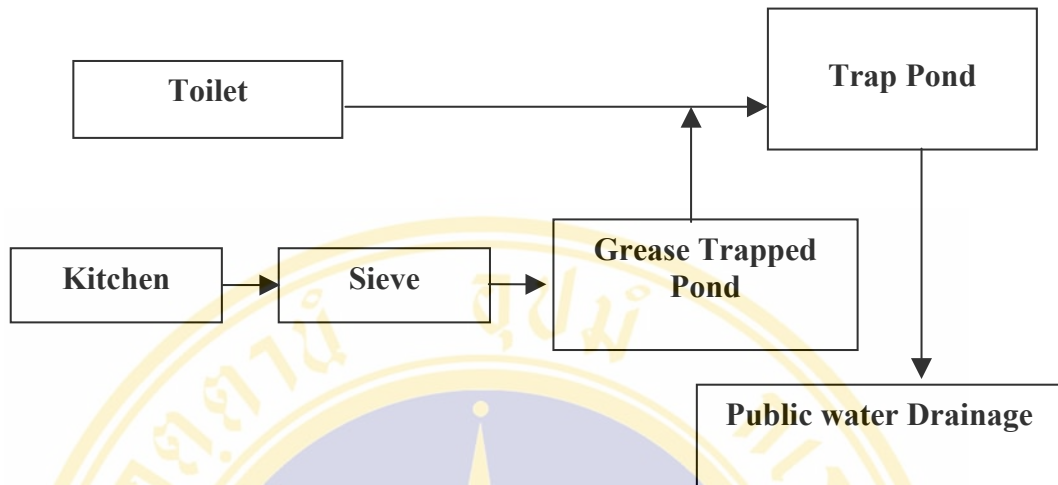 Toilet
Trap Pond
Kitchen
Sieve
Grease Trapped
Pond
Public water Drainage